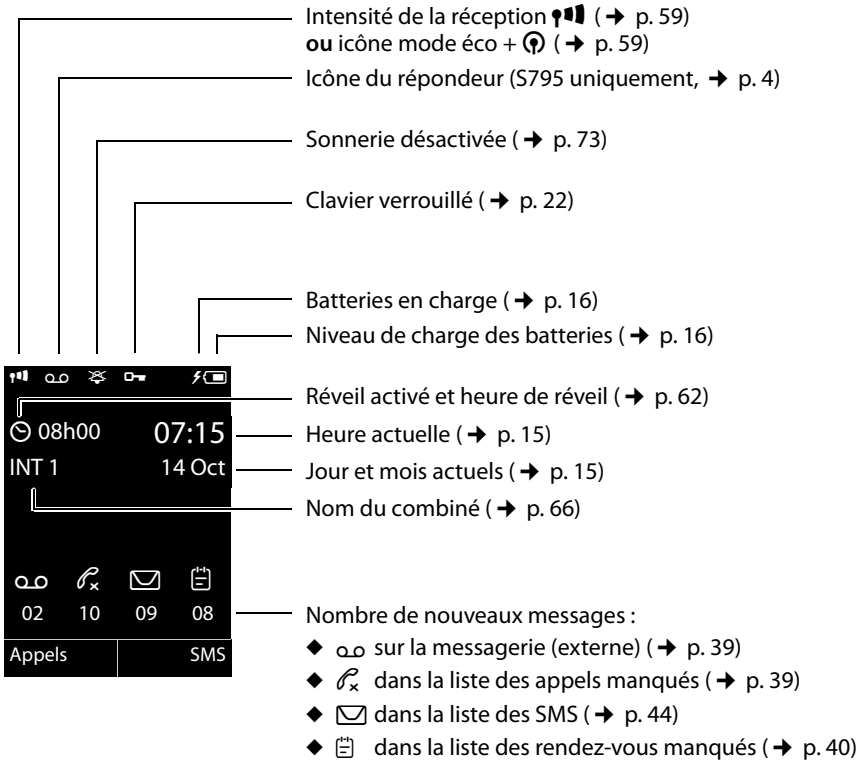 Intensité de la réception ( ➔ p. 59)
ou icône mode éco + ( ➔ p. 59)
Icône du répondeur (S795 uniquement, ➔ p. 4)
Sonnerie désactivée ( ➔ p. 73)
Clavier verrouillé ( ➔ p. 22)
Batteries en charge ( ➔ p. 16)
Niveau de charge des batteries ( ➔ p. 16)
Réveil activé et heure de réveil ( ➔ p. 62)
08h00 07:15
Heure actuelle ( ➔ p. 15)
INT 1 14 Oct
Jour et mois actuels ( ➔ p. 15)
Nom du combiné ( ➔ p. 66)
02 10 09 08
Appels SMS
Nombre de nouveaux messages :
◆ sur la messagerie (externe) ( ➔ p. 39)
◆ dans la liste des appels manqués ( ➔ p. 39)
◆ dans la liste des SMS ( ➔ p. 44)
◆ dans la liste des rendez-vous manqués ( ➔ p. 40)